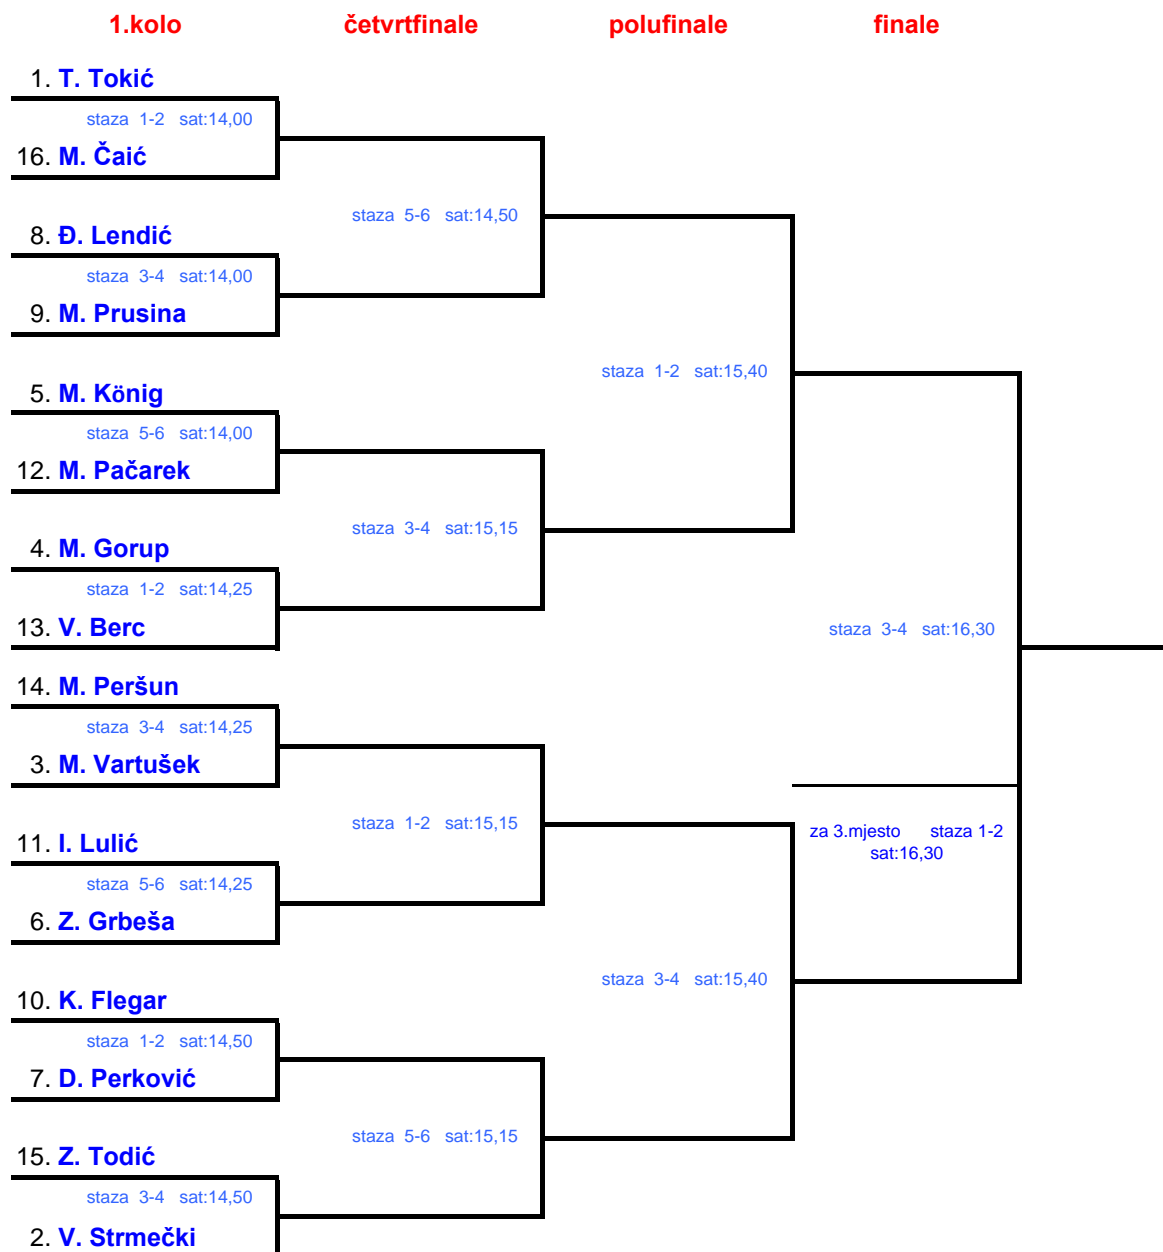 1.kolo četvrtfinale polufinale finale
1. T. Tokić
staza 1-2 sat:14,00
16. M. Čaić
staza 5-6 sat:14,50
8. Đ. Lendić
staza 3-4 sat:14,00
9. M. Prusina
staza 1-2 sat:15,40
5. M. König
staza 5-6 sat:14,00
12. M. Pačarek
staza 3-4 sat:15,15
4. M. Gorup
staza 1-2 sat:14,25
13. V. Berc
staza 3-4 sat:16,30
14. M. Peršun
staza 3-4 sat:14,25
3. M. Vartušek
staza 1-2 sat:15,15
za 3.mjesto staza 1-2
sat:16,30
11. I. Lulić
staza 5-6 sat:14,25
6. Z. Grbeša
staza 3-4 sat:15,40
10. K. Flegar
staza 1-2 sat:14,50
7. D. Perković
staza 5-6 sat:15,15
15. Z. Todić
staza 3-4 sat:14,50
2. V. Strmečki